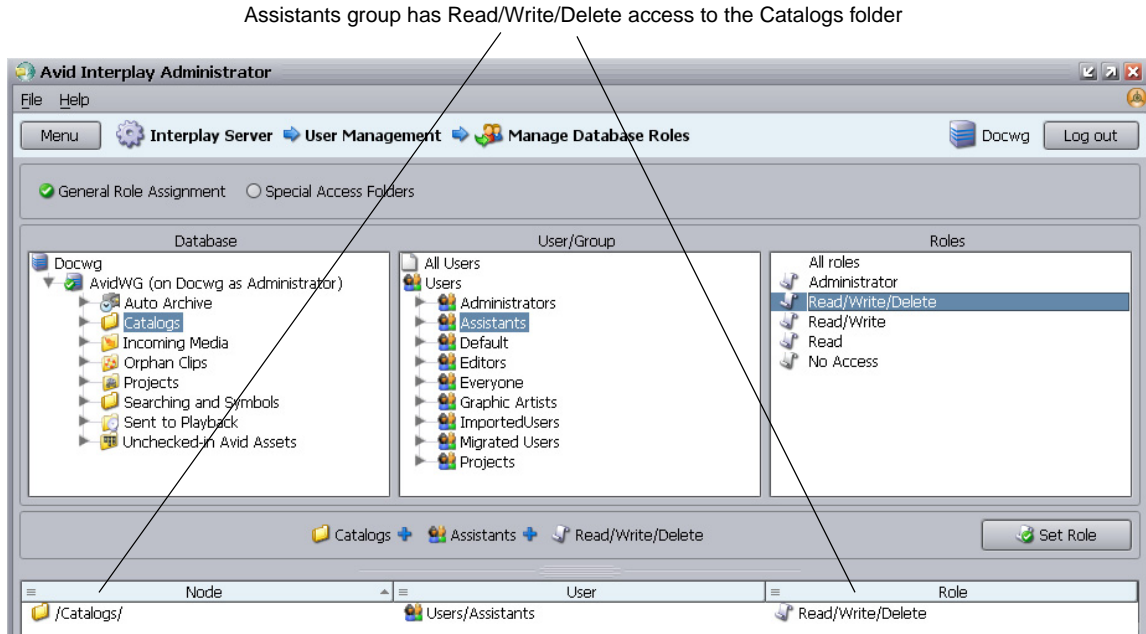 Assistants group has Read/Write/Delete access to the Catalogs folder
Avid Interplay Administrator
File Help
Menu Interplay Server User Management Manage Database Roles Docwg Log out
General Role Assignment Special Access Folders
Database
Docwg
AvidWG (on Docwg as Administrator)
Auto Archive
Catalogs
Incoming Media
Orphan Clips
Projects
Searching and Symbols
Sent to Playback
Unchecked-in Avid Assets
User/Group
All Users
Users
Administrators
Assistants
Default
Editors
Everyone
Graphic Artists
ImportedUsers
Migrated Users
Projects
Roles
All roles
Administrator
Read/Write/Delete
Read/Write
Read
No Access
Catalogs + Assistants + Read/Write/Delete Set Role
Node User Role
/Catalogs/ Users/Assistants Read/Write/Delete